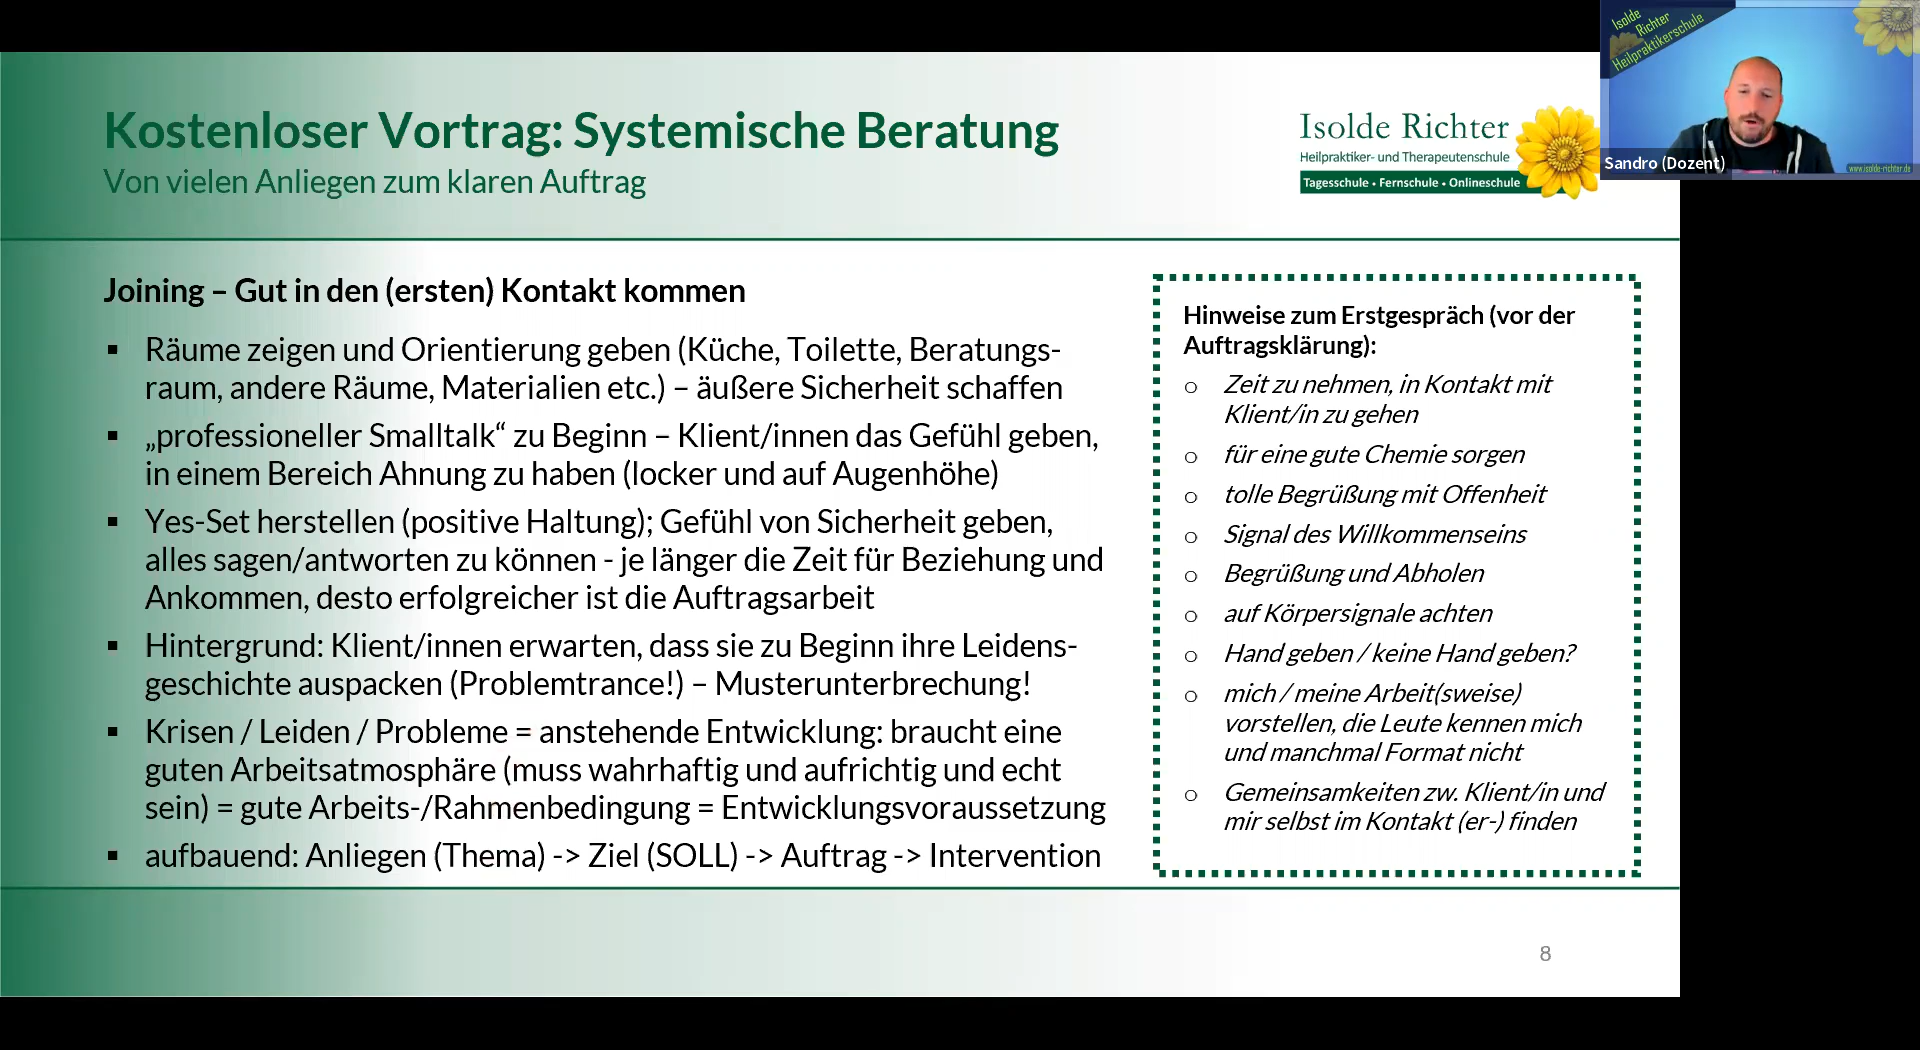 Kostenloser Vortrag: Systemische Beratung
Von vielen Anliegen zum klaren Auftrag
Isolde Richter
Heilpraktiker- und Therapeutenschule
Tagesschule • Fernschule • Onlineschule
Isolde
Richter
Heilpraktikerschule
Sandro (Dozent)
www.isolde-richter.de
Joining – Gut in den (ersten) Kontakt kommen
▪ Räume zeigen und Orientierung geben (Küche, Toilette, Beratungs-
raum, andere Räume, Materialien etc.) – äußere Sicherheit schaffen
▪ „professioneller Smalltalk“ zu Beginn – Klient/innen das Gefühl geben,
in einem Bereich Ahnung zu haben (locker und auf Augenhöhe)
▪ Yes-Set herstellen (positive Haltung); Gefühl von Sicherheit geben,
alles sagen/antworten zu können - je länger die Zeit für Beziehung und
Ankommen, desto erfolgreicher ist die Auftragsarbeit
▪ Hintergrund: Klient/innen erwarten, dass sie zu Beginn ihre Leidens-
geschichte auspacken (Problemtrance!) – Musterunterbrechung!
▪ Krisen / Leiden / Probleme = anstehende Entwicklung: braucht eine
guten Arbeitsatmosphäre (muss wahrhaftig und aufrichtig und echt
sein) = gute Arbeits-/Rahmenbedingung = Entwicklungsvoraussetzung
▪ aufbauend: Anliegen (Thema) -> Ziel (SOLL) -> Auftrag -> Intervention
Hinweise zum Erstgespräch (vor der
Auftragsklärung):
o Zeit zu nehmen, in Kontakt mit
Klient/in zu gehen
o für eine gute Chemie sorgen
o tolle Begrüßung mit Offenheit
o Signal des Willkommenseins
o Begrüßung und Abholen
o auf Körpersignale achten
o Hand geben / keine Hand geben?
o mich / meine Arbeit(sweise)
vorstellen, die Leute kennen mich
und manchmal Format nicht
o Gemeinsamkeiten zw. Klient/in und
mir selbst im Kontakt (er-) finden
8